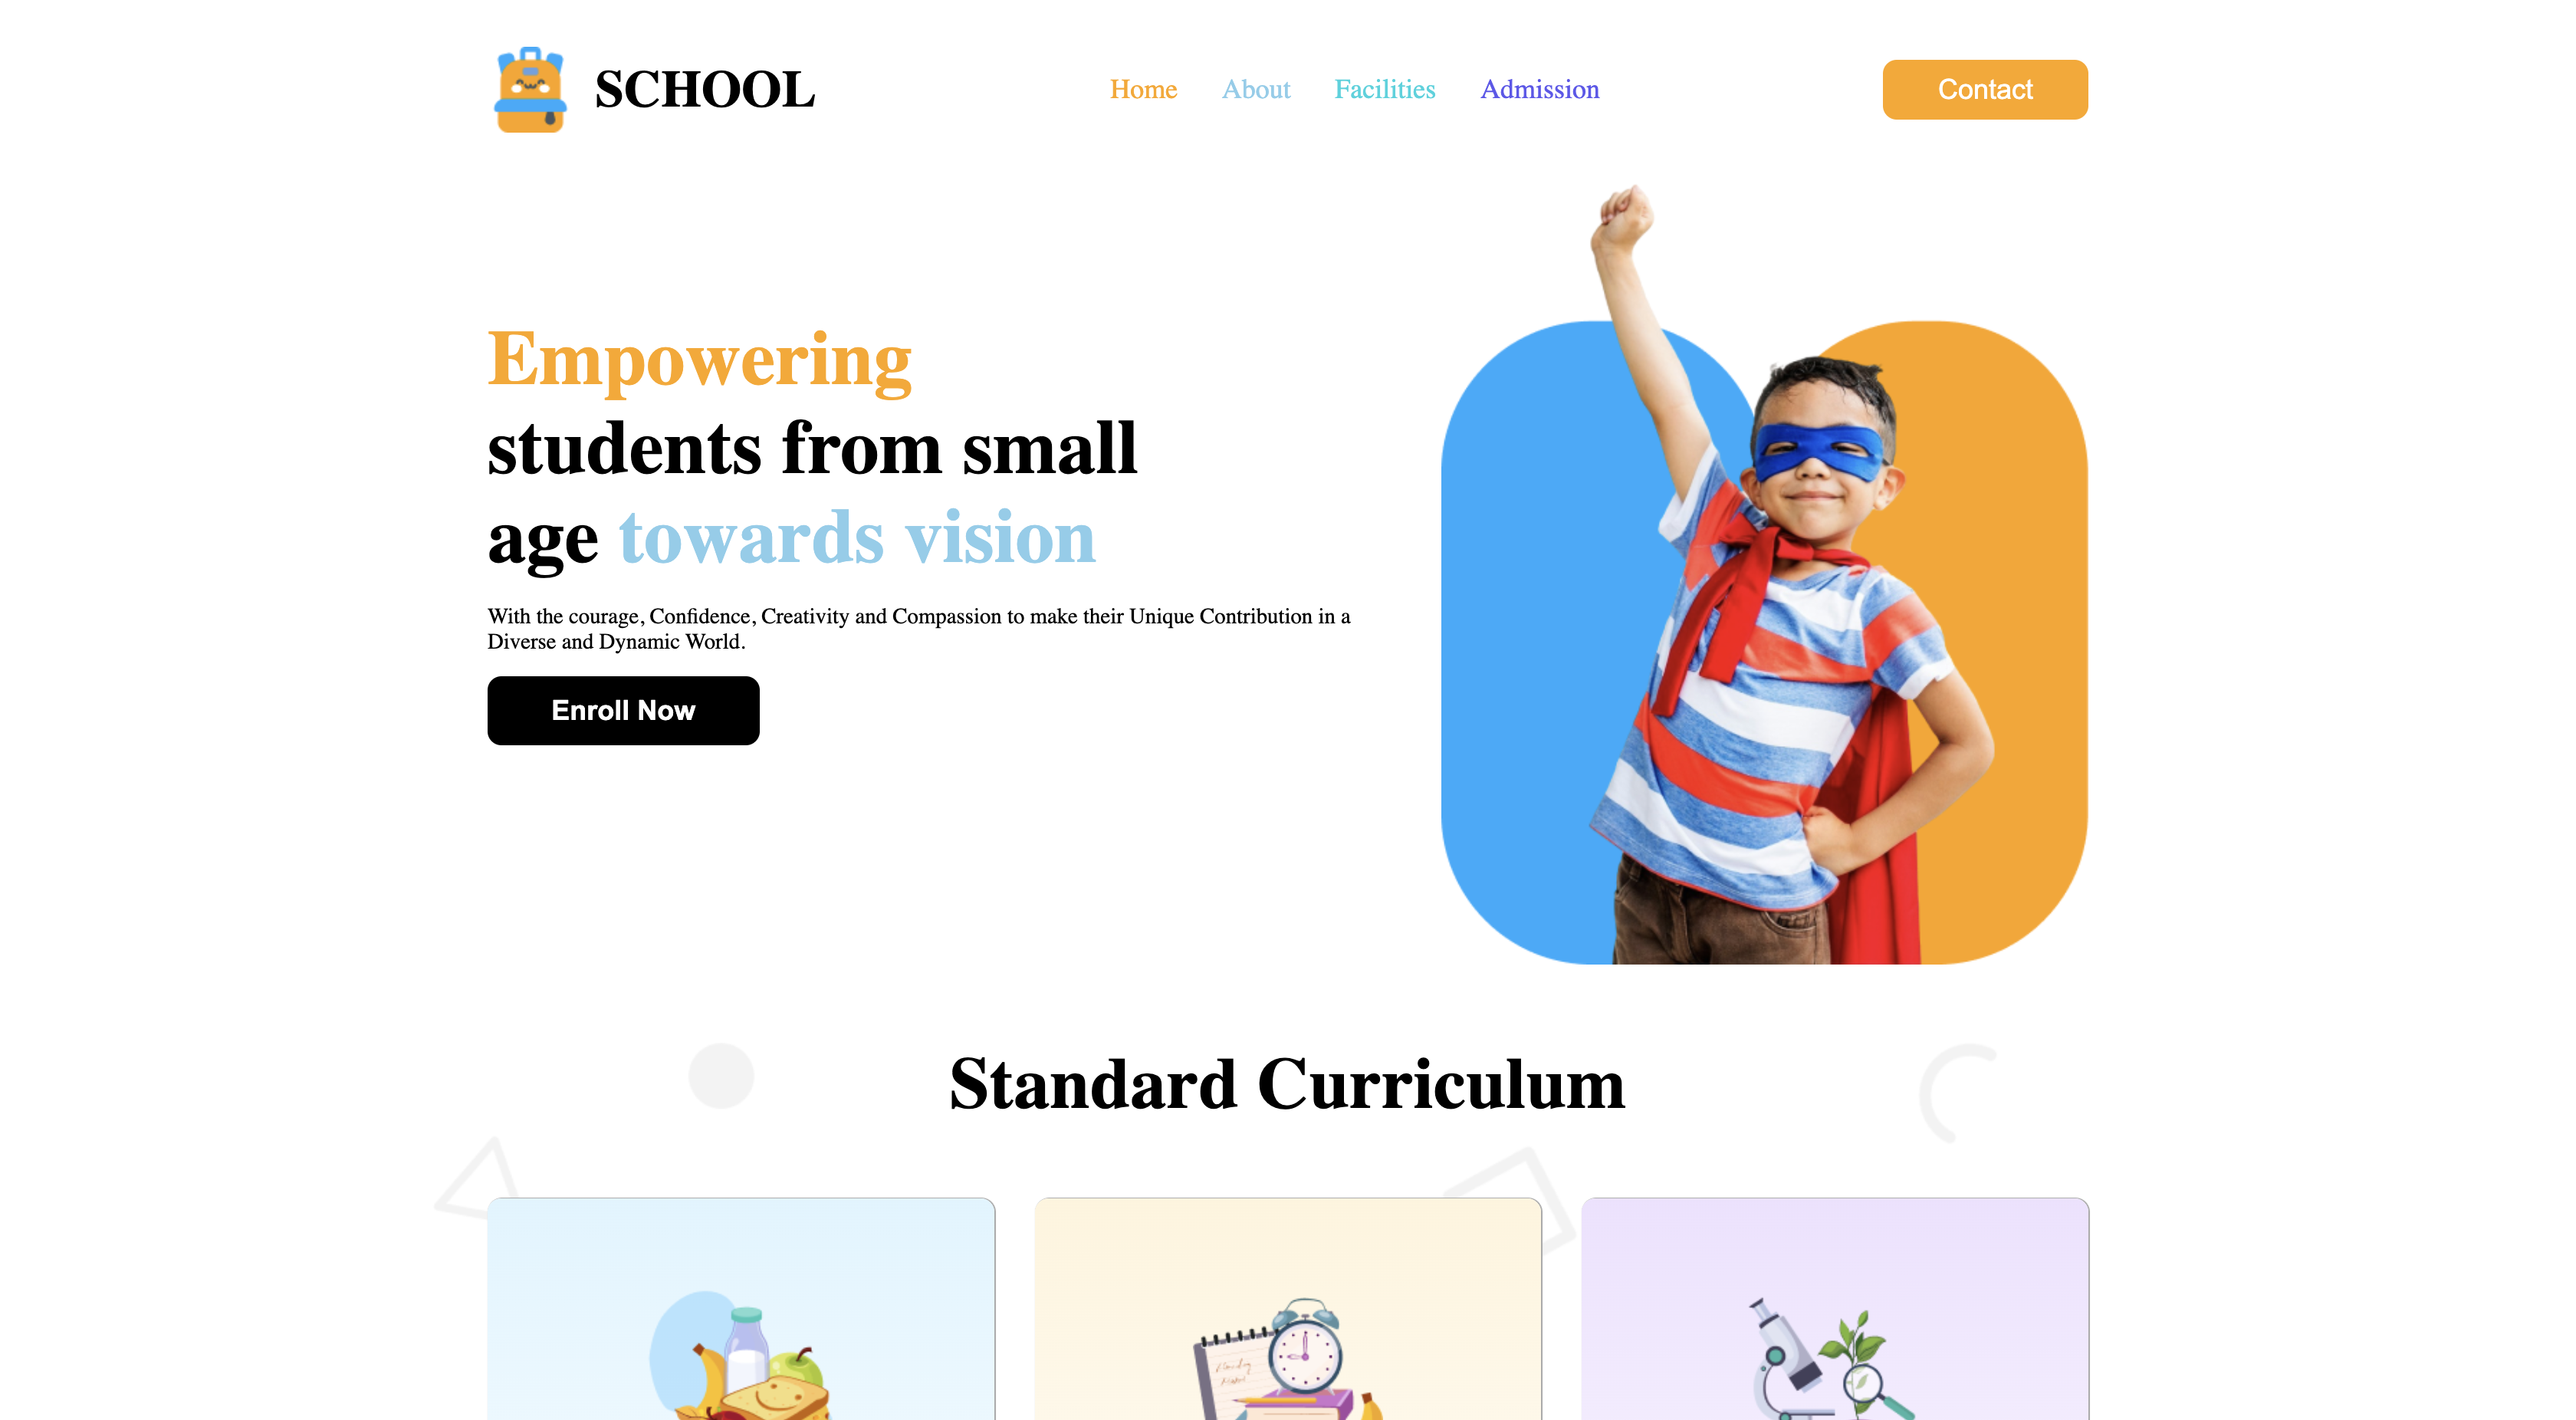 SCHOOL
Home About Facilities Admission
Contact
Empowering
students from small
age towards vision
With the courage, Confidence, Creativity and Compassion to make their Unique Contribution in a
Diverse and Dynamic World.
Enroll Now
Standard Curriculum